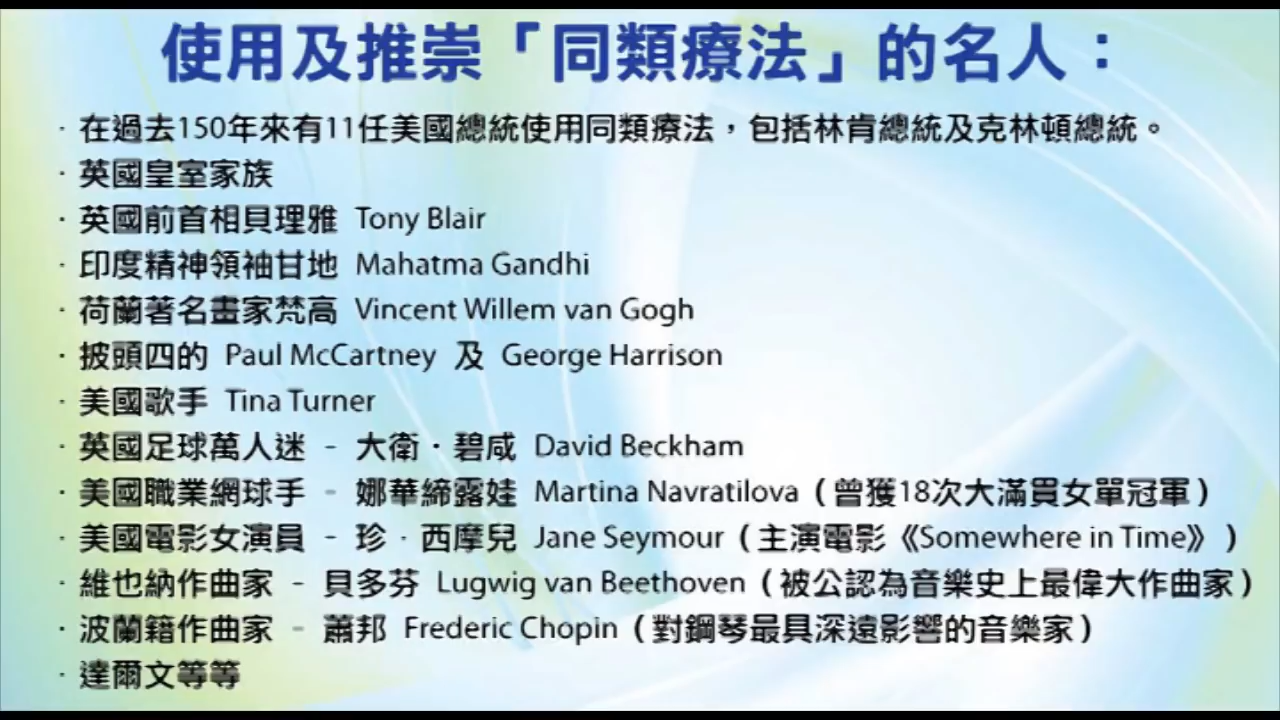 使用及推崇「同類療法」的名人：
· 在過去150年來有11任美國總統使用同類療法，包括林肯總統及克林頓總統。
· 英國皇室家族
· 英國前首相貝理雅 Tony Blair
· 印度精神領袖甘地 Mahatma Gandhi
· 荷蘭著名畫家梵高 Vincent Willem van Gogh
· 披頭四的 Paul McCartney 及 George Harrison
· 美國歌手 Tina Turner
· 英國足球萬人迷 - 大衛·碧咸 David Beckham
· 美國職業網球手 - 娜華締露娃 Martina Navratilova（曾獲18次大滿貫女單冠軍）
· 美國電影女演員 - 珍·西摩兒 Jane Seymour（主演電影《Somewhere in Time》）
· 維也納作曲家 - 貝多芬 Lugwig van Beethoven（被公認為音樂史上最偉大作曲家）
· 波蘭籍作曲家 - 蕭邦 Frederic Chopin（對鋼琴最具深遠影響的音樂家）
· 達爾文等等